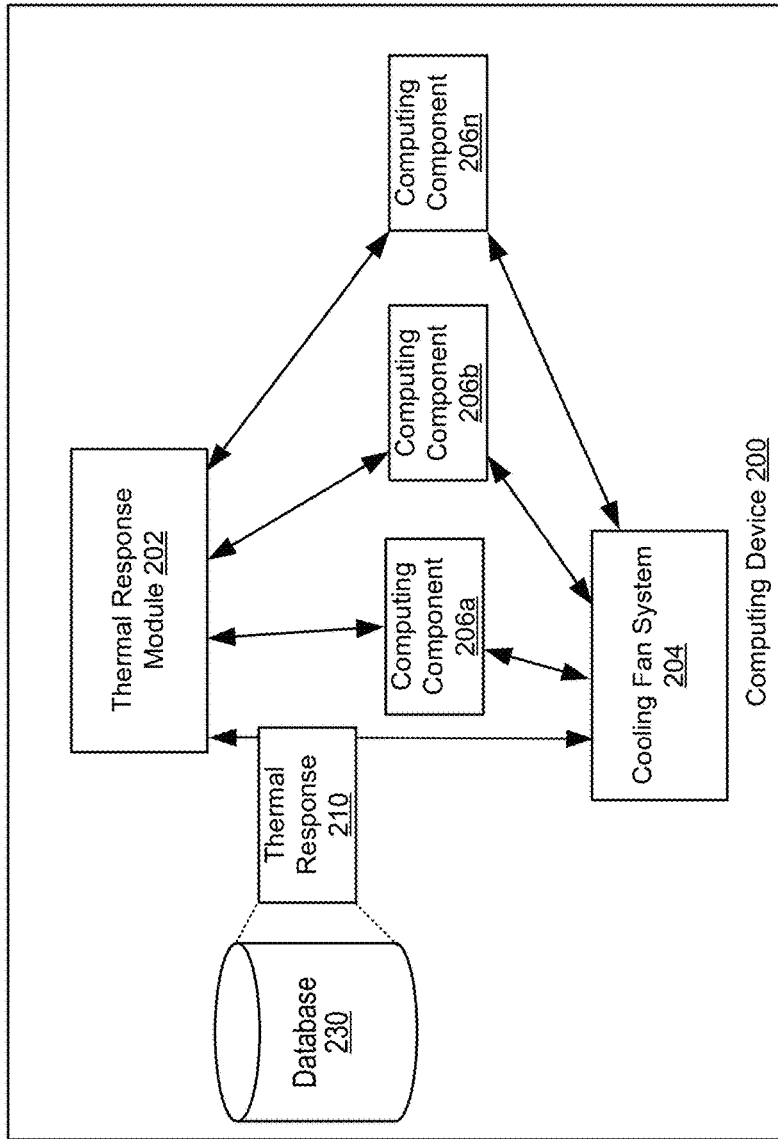 Thermal Response
Module 202
Thermal
Response
210
Database
230
Computing
Component
206a
Computing
Component
206b
Computing
Component
206n
Cooling Fan System
204
Computing Device 200